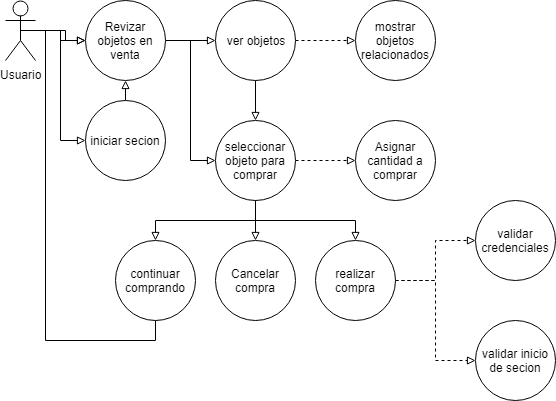 Revizar
objetos en
venta
ver objetos
mostrar
objetos
relacionados
Usuario
iniciar secion
seleccionar
objeto para
comprar
Asignar
cantidad a
comprar
continuar
comprando
Cancelar
compra
realizar
compra
validar
credenciales
validar inicio
de secion